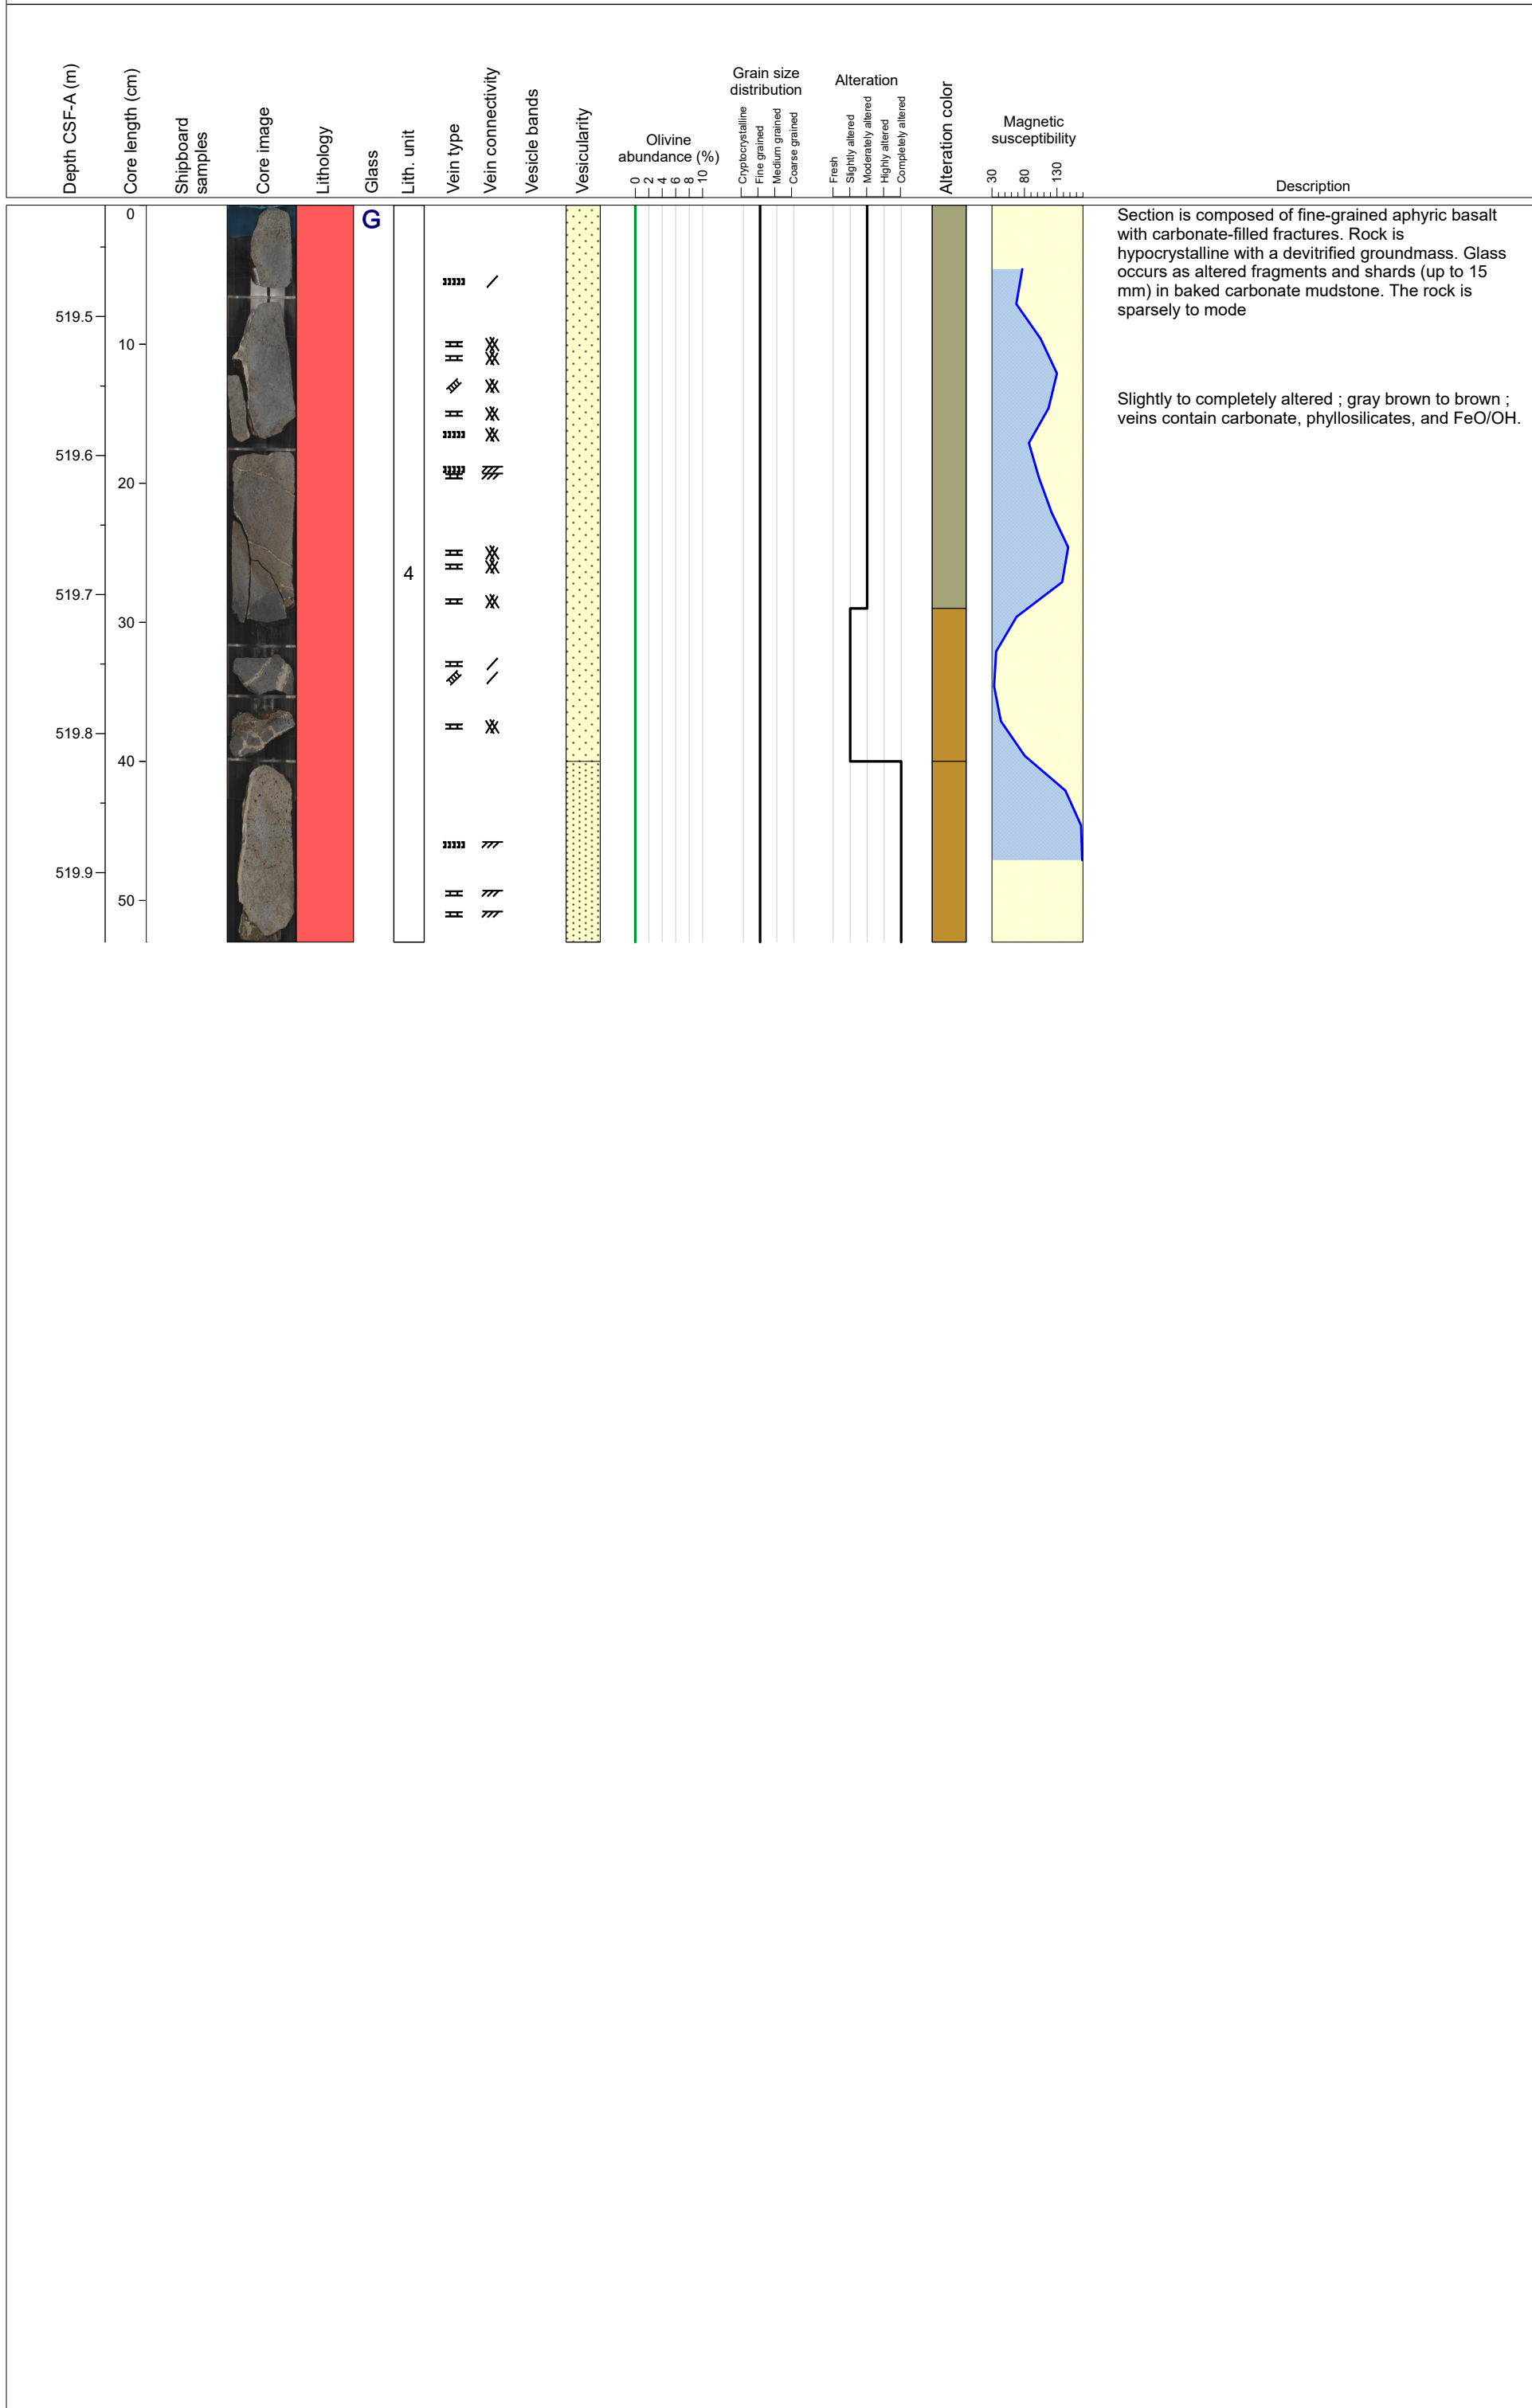 Depth CSF-A (m)
Core length (cm)
Shipboard
samples
Core image
Lithology
Glass
Lith. unit
Vein type
Vein connectivity
Vesicle bands
Vesicularity
Olivine
abundance (%)
0 2 4 6 8 10
Grain size
distribution
Cryptocrystalline
Fine grained
Medium grained
Coarse grained
Alteration
Fresh
Slightly altered
Moderately altered
Highly altered
Completely altered
Alteration color
Magnetic
susceptibility
30 80 130
Description
0
G
Section is composed of fine-grained aphyric basalt
with carbonate-filled fractures. Rock is
hypocrystalline with a devitrified groundmass. Glass
occurs as altered fragments and shards (up to 15
mm) in baked carbonate mudstone. The rock is
sparsely to mode
519.5
10
Slightly to completely altered ; gray brown to brown ;
veins contain carbonate, phyllosilicates, and FeO/OH.
519.6
20
4
519.7
30
519.8
40
519.9
50